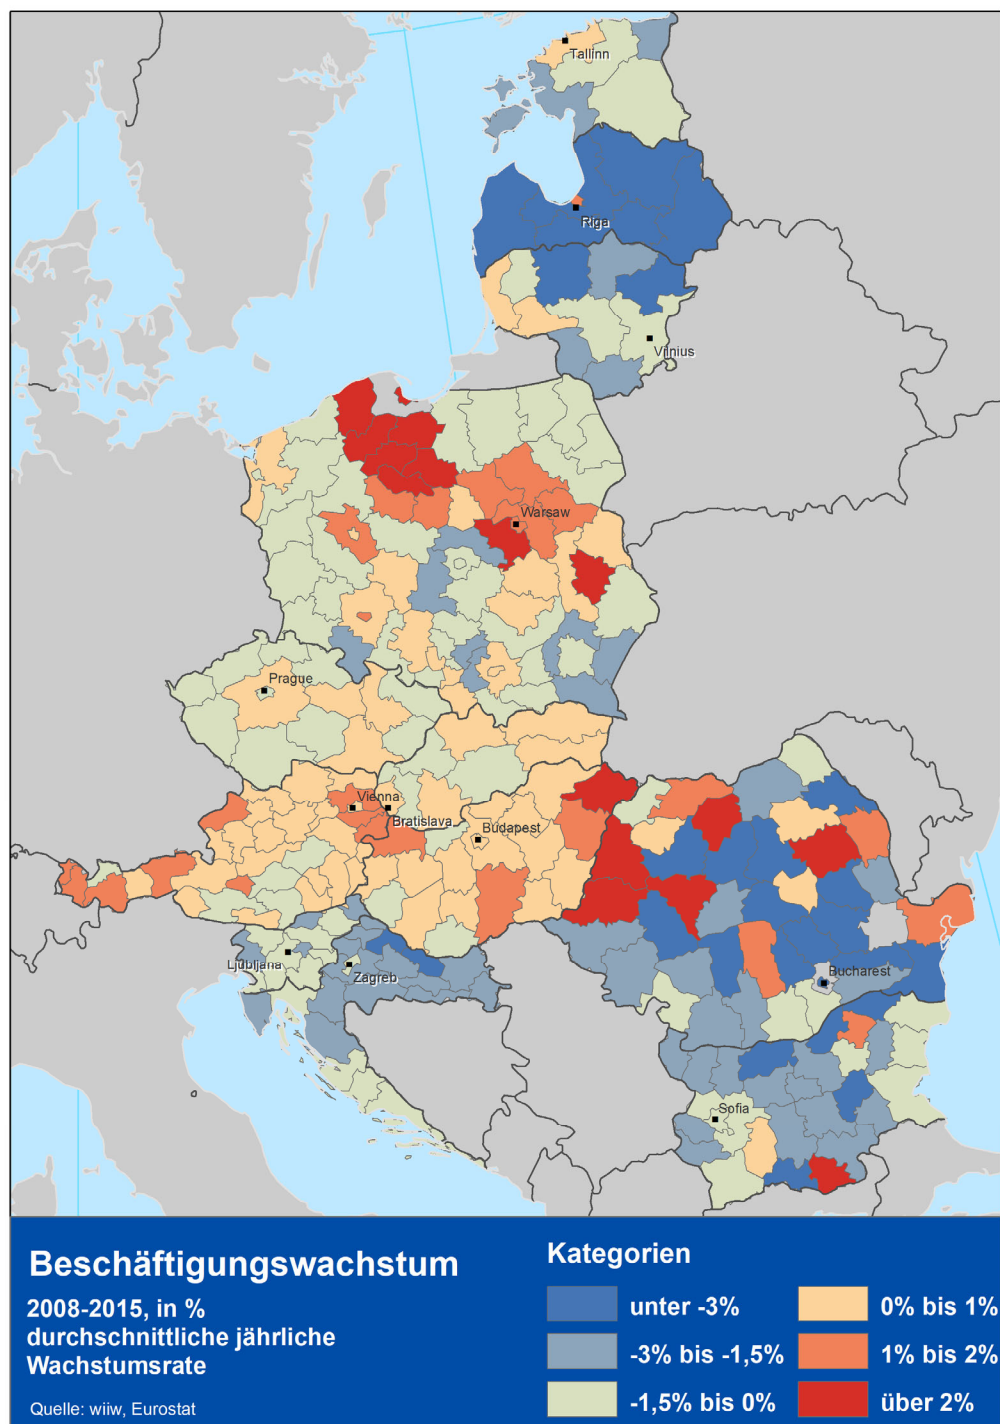 Tallinn
Riga
Vilnius
Warsaw
Prague
Vienna
Bratislava
Budapest
Ljubljana
Zagreb
Bucharest
Sofia
Beschäftigungswachstum
2008-2015, in %
durchschnittliche jährliche
Wachstumsrate
Quelle: wiiw, Eurostat
Kategorien
unter -3%
-3% bis -1,5%
-1,5% bis 0%
0% bis 1%
1% bis 2%
über 2%